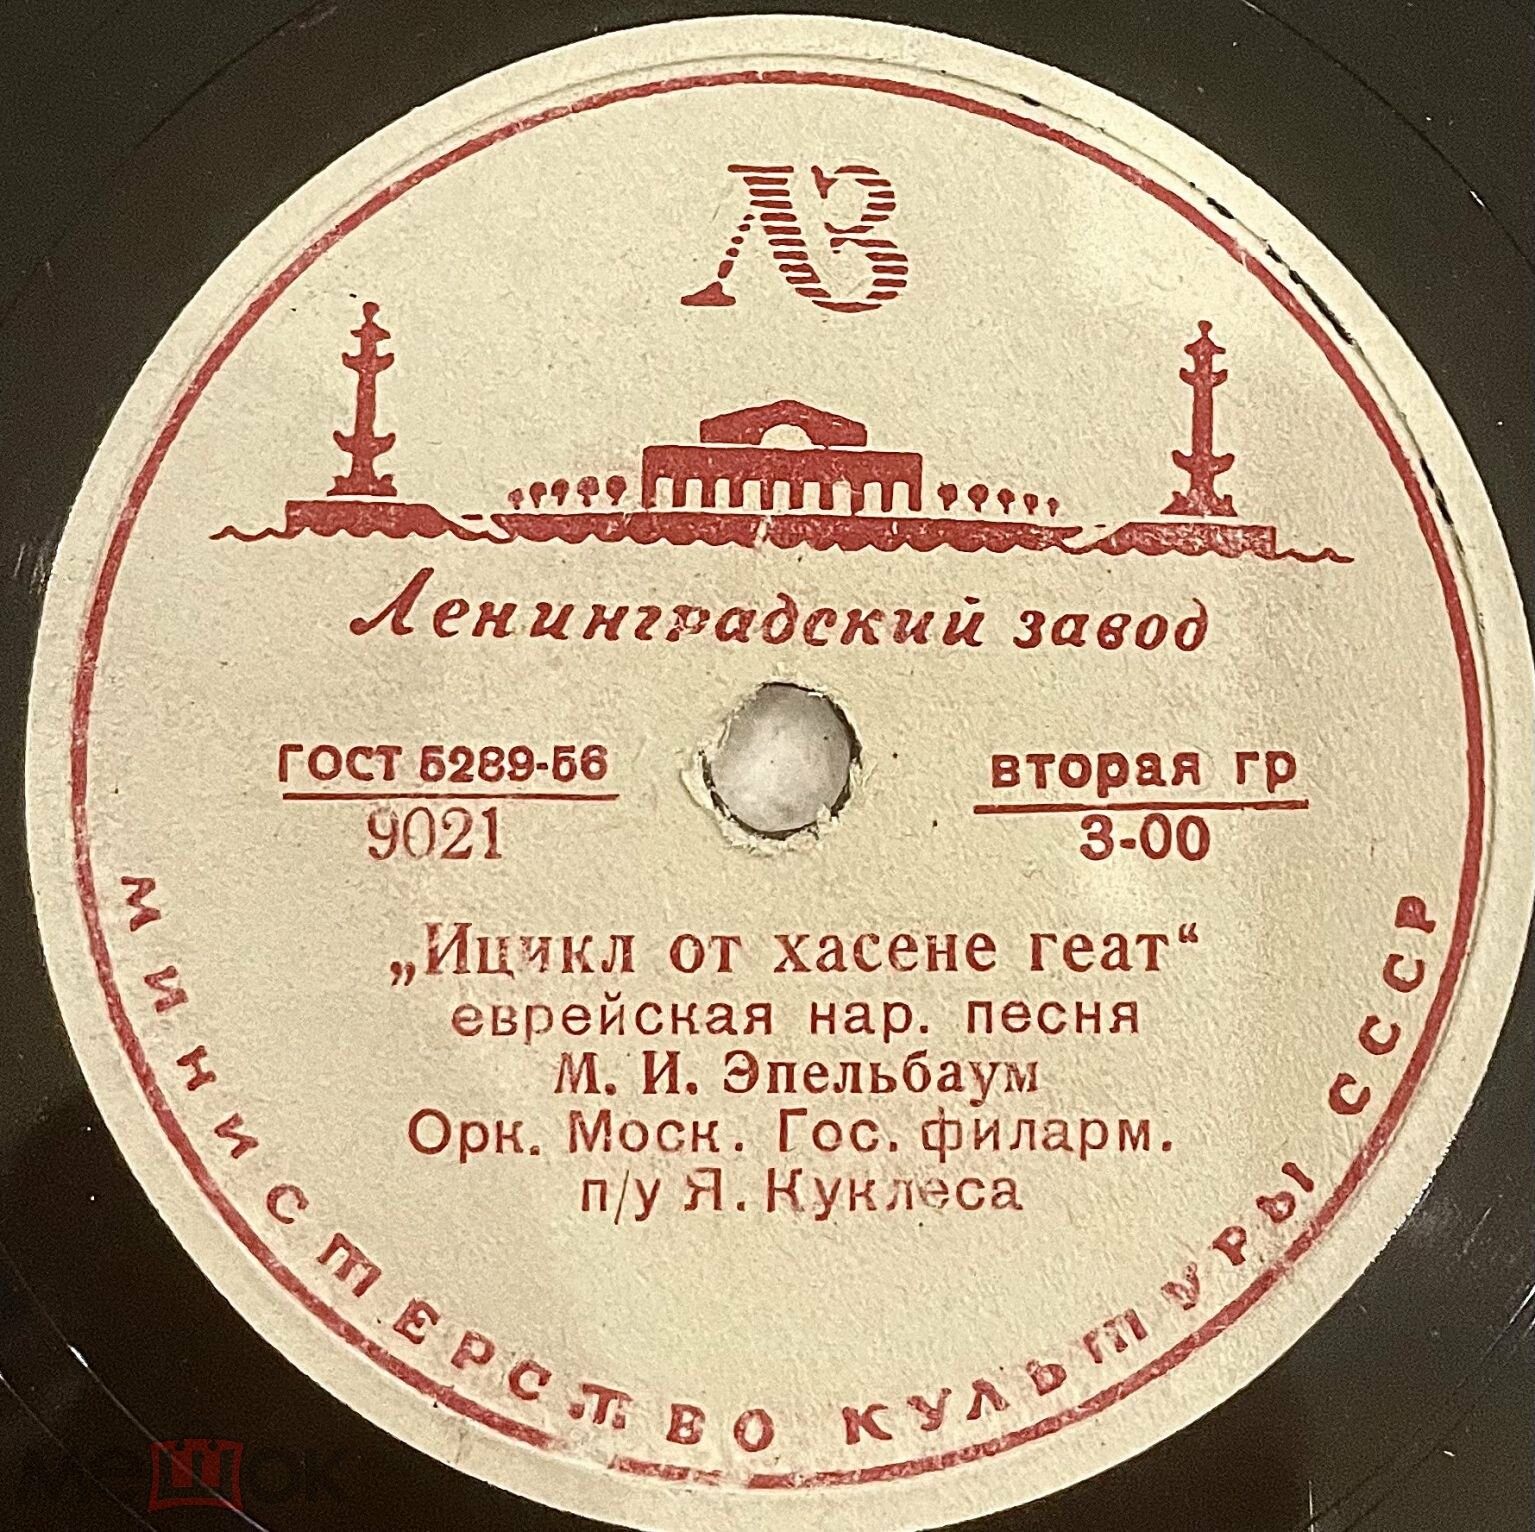 ЛЗ
Ленинградский завод
ГОСТ 5289-56
9021
вторая гр
3-00
„Ицикл от хасене геат“
еврейская нар. песня
М. И. Эпельбаум
Орк. Моск. Гос. филарм.
п/у Я. Куклеса
МИНИСТЕРСТВО КУЛЬТУРЫ СССР
мешок